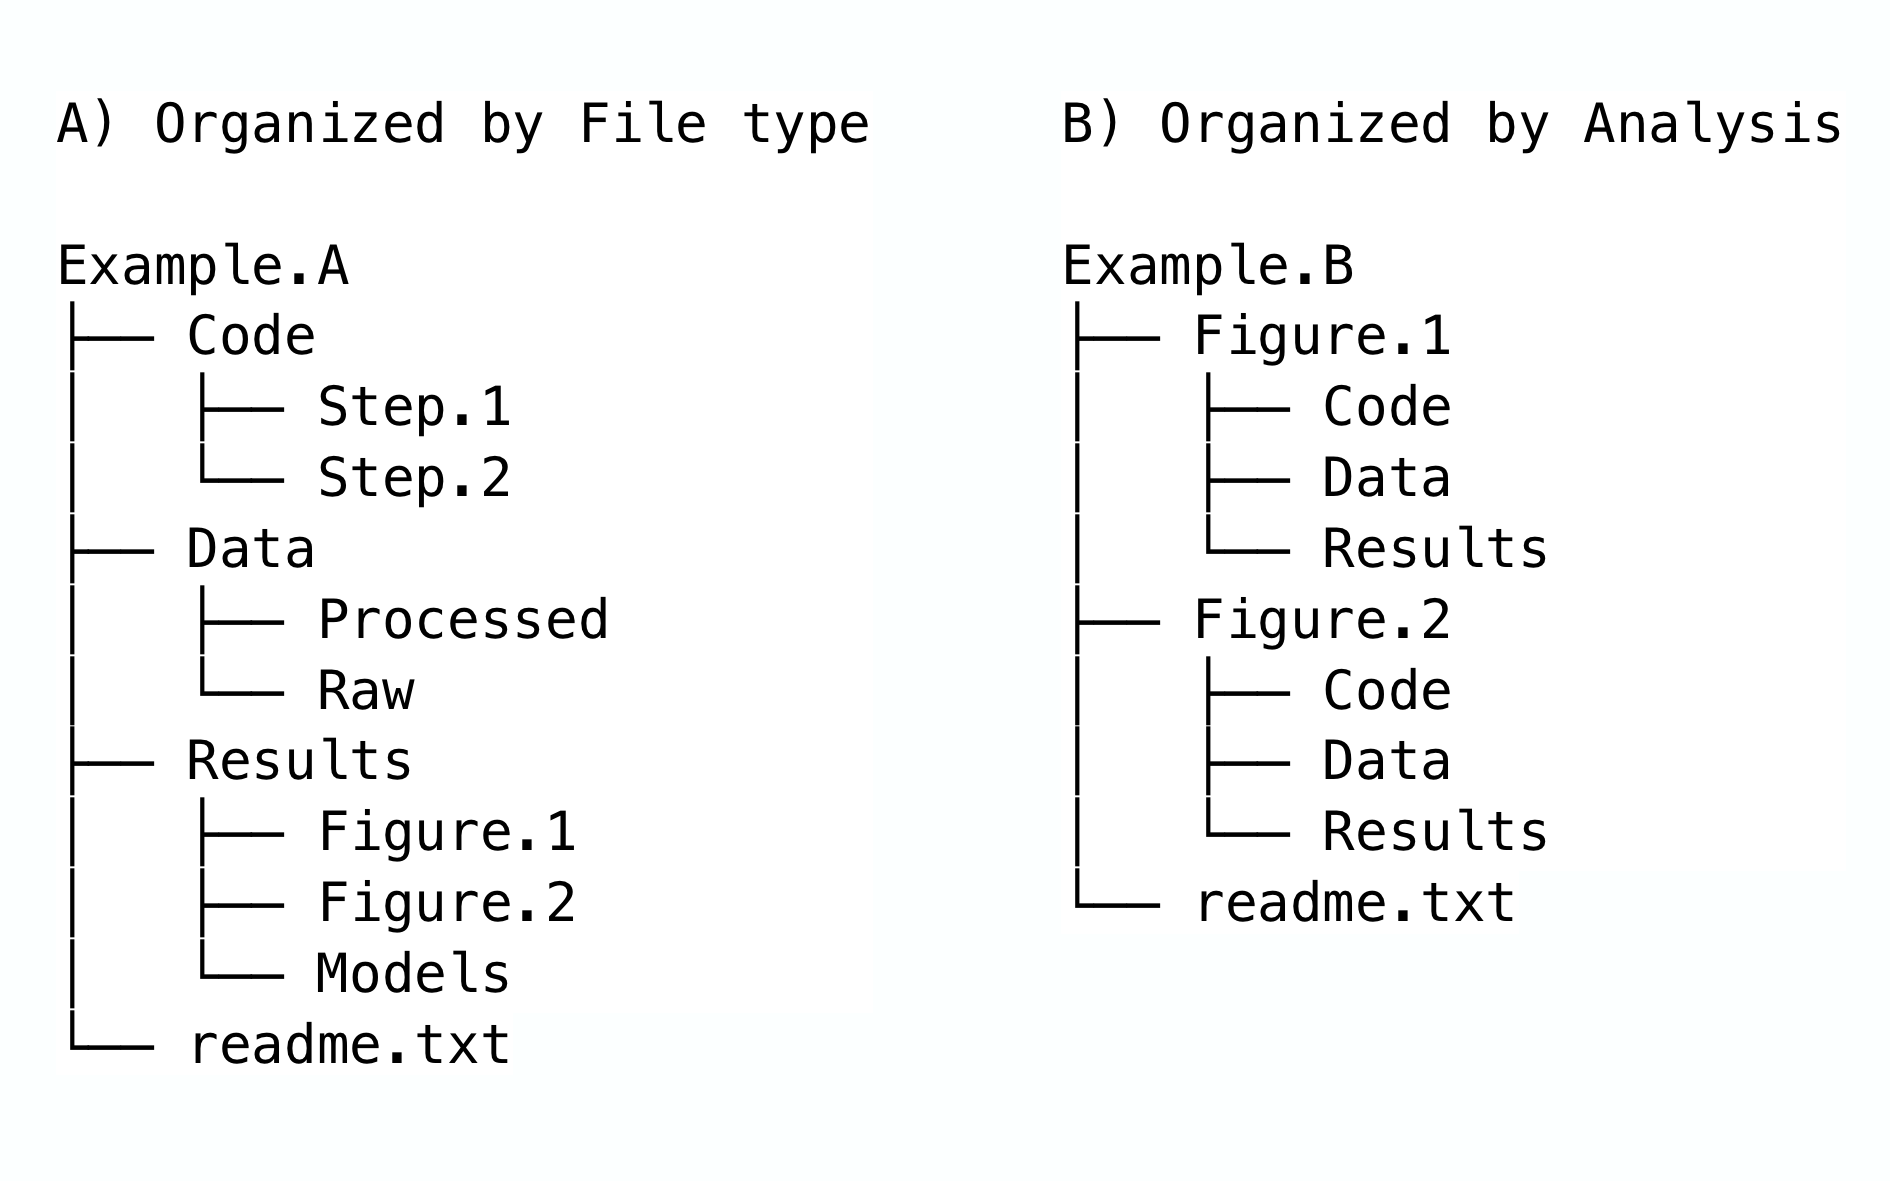 A) Organized by File type
Example.A
├── Code
│   ├── Step.1
│   └── Step.2
├── Data
│   ├── Processed
│   └── Raw
├── Results
│   ├── Figure.1
│   ├── Figure.2
│   └── Models
└── readme.txt
B) Organized by Analysis
Example.B
├── Figure.1
│   ├── Code
│   ├── Data
│   └── Results
├── Figure.2
│   ├── Code
│   ├── Data
│   └── Results
└── readme.txt